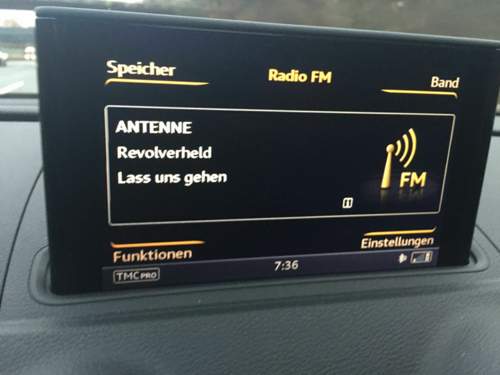 Speicher
Radio FM
Band
ANTENNE
Revolverheld
Lass uns gehen
FM
Funktionen
Einstellungen
TMC PRO
7:36